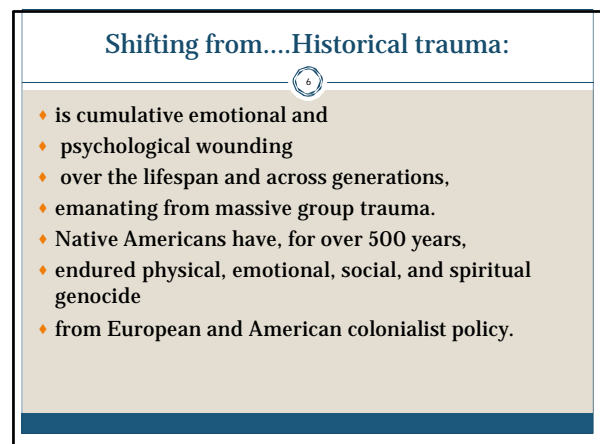 Shifting from....Historical trauma:
6
♦ is cumulative emotional and
♦ psychological wounding
♦ over the lifespan and across generations,
♦ emanating from massive group trauma.
♦ Native Americans have, for over 500 years,
♦ endured physical, emotional, social, and spiritual
genocide
♦ from European and American colonialist policy.